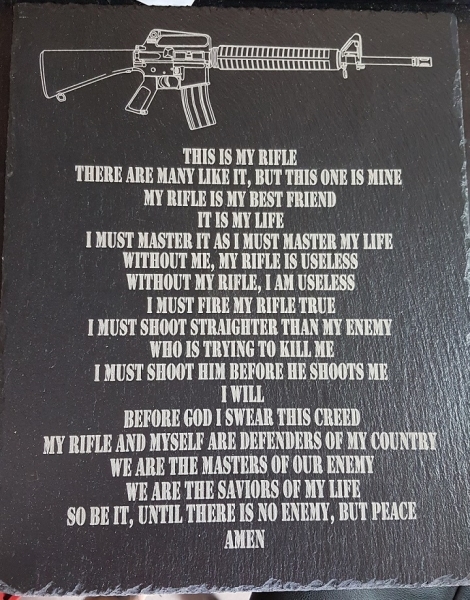 THIS IS MY RIFLE
THERE ARE MANY LIKE IT, BUT THIS ONE IS MINE
MY RIFLE IS MY BEST FRIEND
IT IS MY LIFE
I MUST MASTER IT AS I MUST MASTER MY LIFE
WITHOUT ME, MY RIFLE IS USELESS
WITHOUT MY RIFLE, I AM USELESS
I MUST FIRE MY RIFLE TRUE
I MUST SHOOT STRAIGHTER THAN MY ENEMY
WHO IS TRYING TO KILL ME
I MUST SHOOT HIM BEFORE HE SHOOTS ME
I WILL
BEFORE GOD I SWEAR THIS CREED
MY RIFLE AND MYSELF ARE DEFENDERS OF MY COUNTRY
WE ARE THE MASTERS OF OUR ENEMY
WE ARE THE SAVIORS OF MY LIFE
SO BE IT, UNTIL THERE IS NO ENEMY, BUT PEACE
AMEN